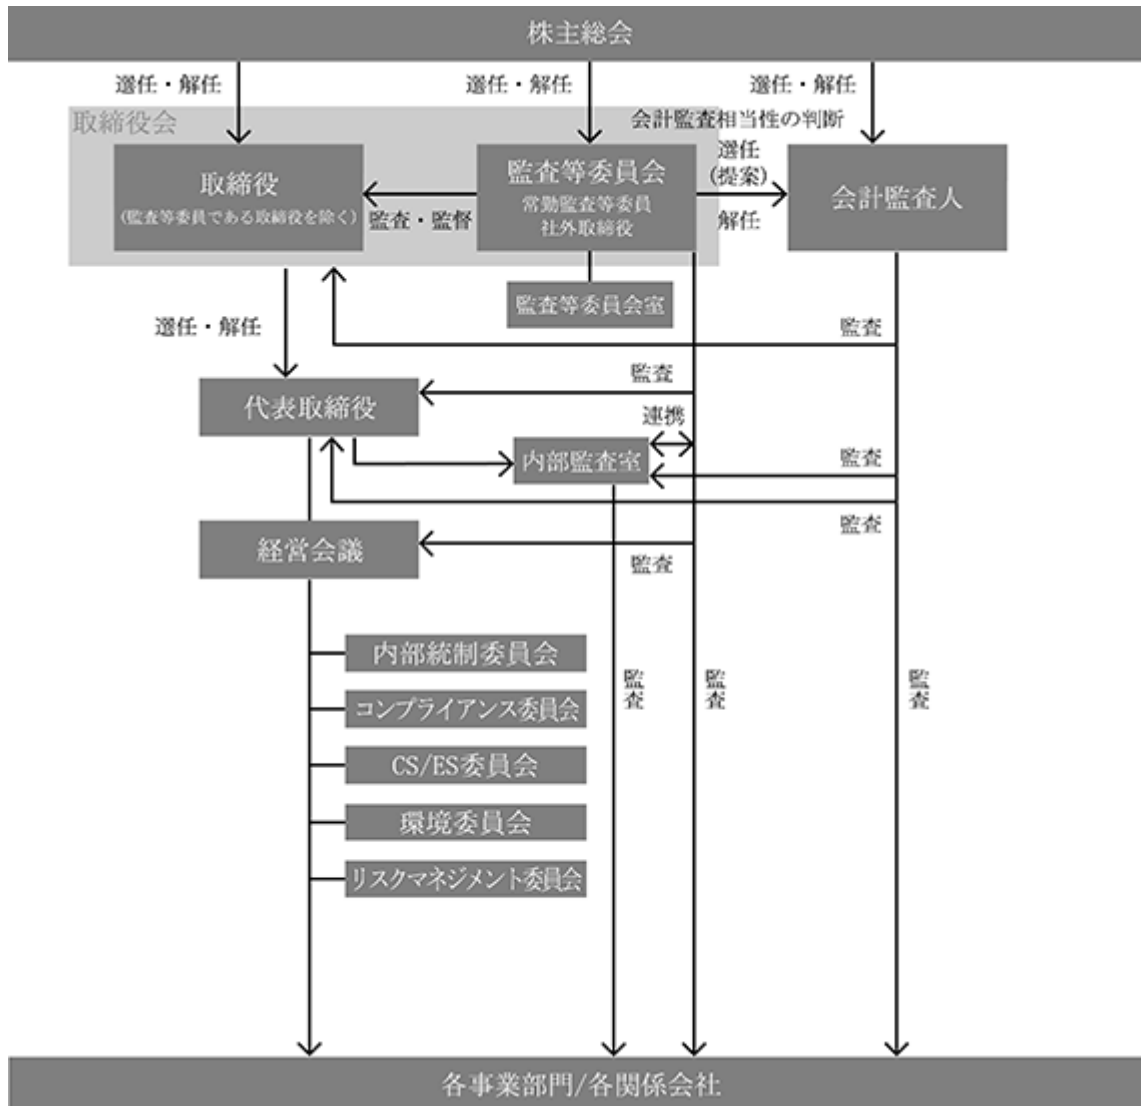 株主総会
選任・解任
選任・解任
選任・解任
取締役会
会計監査相当性の判断
取締役
(監査等委員である取締役を除く)
監査・監督
監査等委員会
常勤監査等委員
社外取締役
選任
(提案)
解任
会計監査人
監査等委員会室
選任・解任
監査
監査
代表取締役
連携
内部監査室
監査
監査
経営会議
監査
内部統制委員会
コンプライアンス委員会
CS/ES委員会
環境委員会
リスクマネジメント委員会
監査
監査
監査
各事業部門/各関係会社